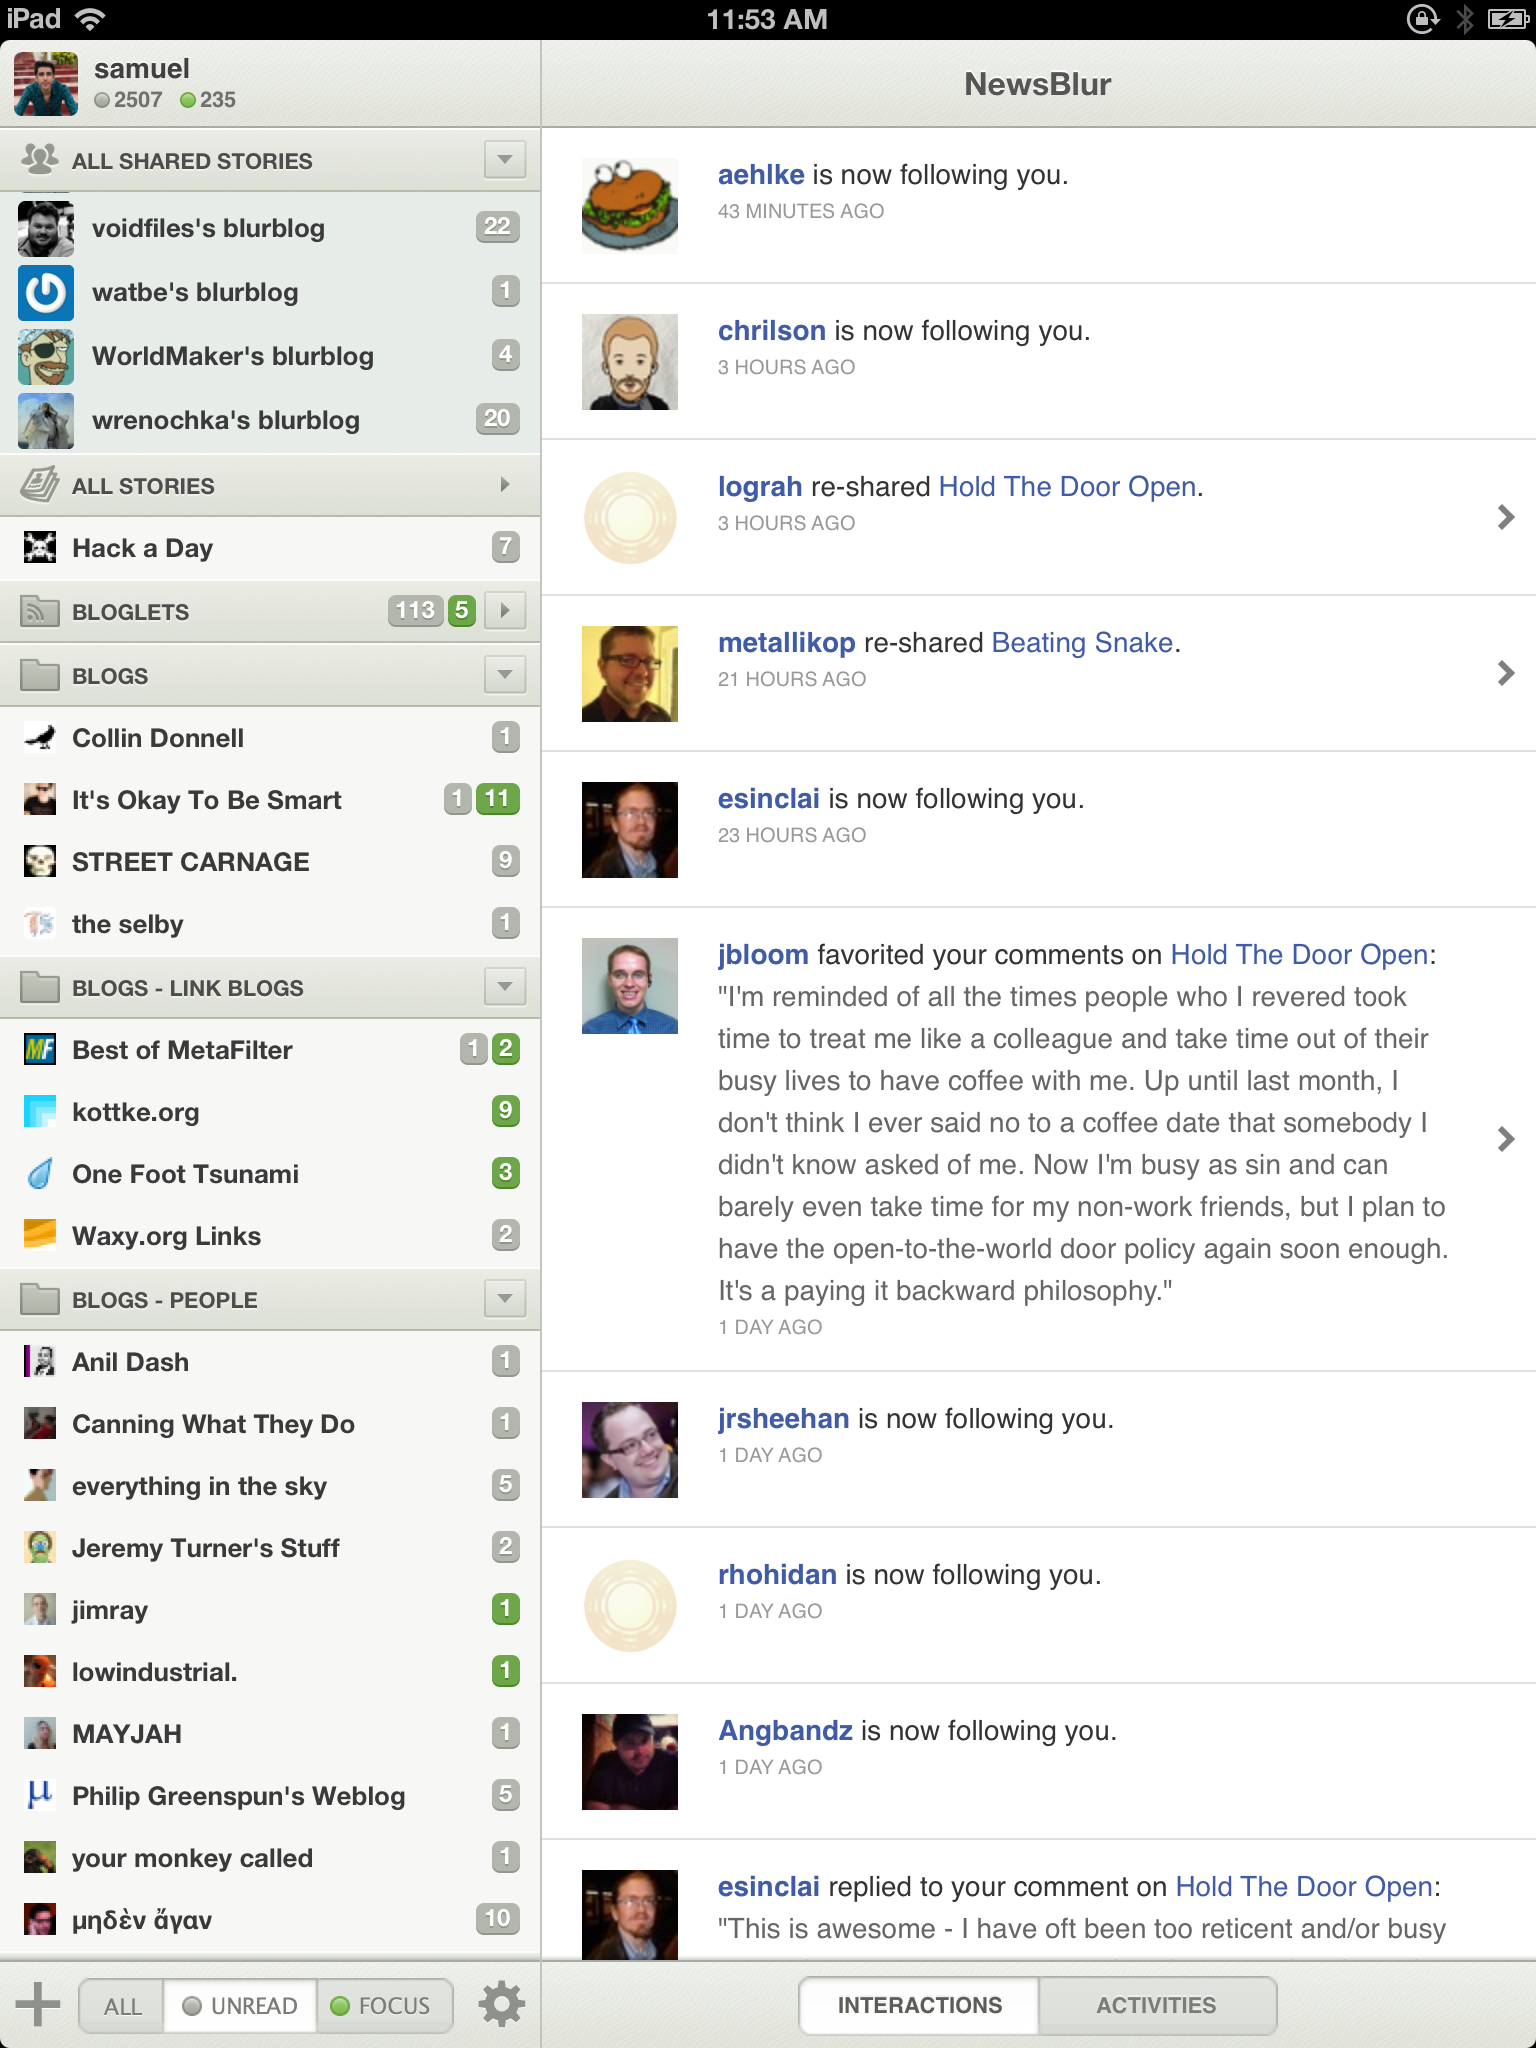 iPad
11:53 AM
samuel
2507 235
ALL SHARED STORIES
voidfiles's blurblog 22
watbe's blurblog 1
WorldMaker's blurblog 4
wrenochka's blurblog 20
ALL STORIES
Hack a Day 7
BLOGLETS 113 5
BLOGS
Collin Donnell 1
It's Okay To Be Smart 1 11
STREET CARNAGE 9
the selby 1
BLOGS - LINK BLOGS
MF Best of MetaFilter 1 2
kottke.org 9
One Foot Tsunami 3
Waxy.org Links 2
BLOGS - PEOPLE
Anil Dash 1
Canning What They Do 1
everything in the sky 5
Jeremy Turner's Stuff 2
jimray 1
lowindustrial. 1
MAYJAH 1
µ Philip Greenspun's Weblog 5
your monkey called 1
μηδὲν ἄγαν 10
ALL UNREAD FOCUS
NewsBlur
aehlke is now following you.
43 MINUTES AGO
chrilson is now following you.
3 HOURS AGO
lograh re-shared Hold The Door Open.
3 HOURS AGO
metallikop re-shared Beating Snake.
21 HOURS AGO
esinclai is now following you.
23 HOURS AGO
jbloom favorited your comments on Hold The Door Open:
"I'm reminded of all the times people who I revered took
time to treat me like a colleague and take time out of their
busy lives to have coffee with me. Up until last month, I
don't think I ever said no to a coffee date that somebody I
didn't know asked of me. Now I'm busy as sin and can
barely even take time for my non-work friends, but I plan to
have the open-to-the-world door policy again soon enough.
It's a paying it backward philosophy."
1 DAY AGO
jrsheehan is now following you.
1 DAY AGO
rhohidan is now following you.
1 DAY AGO
Angbandz is now following you.
1 DAY AGO
esinclai replied to your comment on Hold The Door Open:
"This is awesome - I have oft been too reticent and/or busy
INTERACTIONS ACTIVITIES